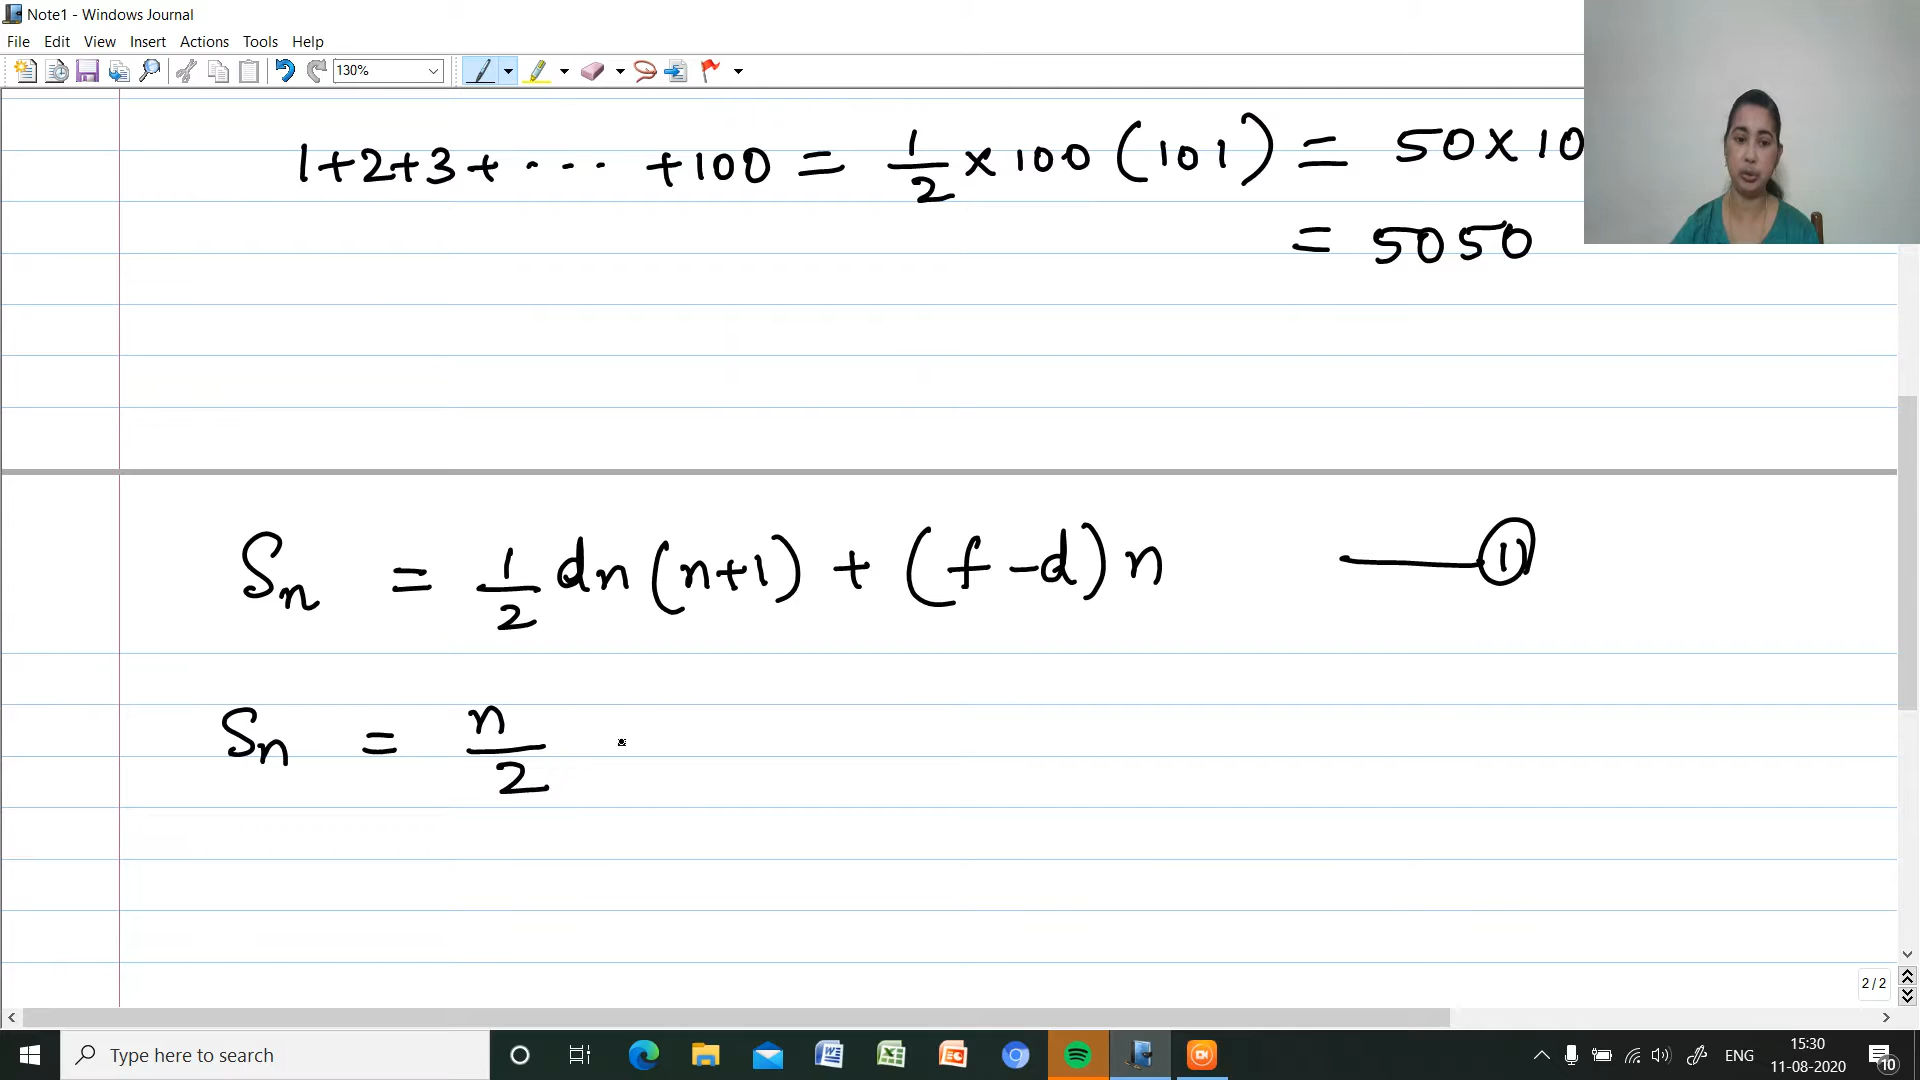 Note1 - Windows Journal
File Edit View Insert Actions Tools Help
130%
1+2+3+ ··· +100 = 1/2 × 100 (101) = 50×10
= 5050
Sn = 1/2 dn (n+1) + (f-d) n —— 1
Sn = n/2
2 / 2
Type here to search
ENG
15:30
11-08-2020
10